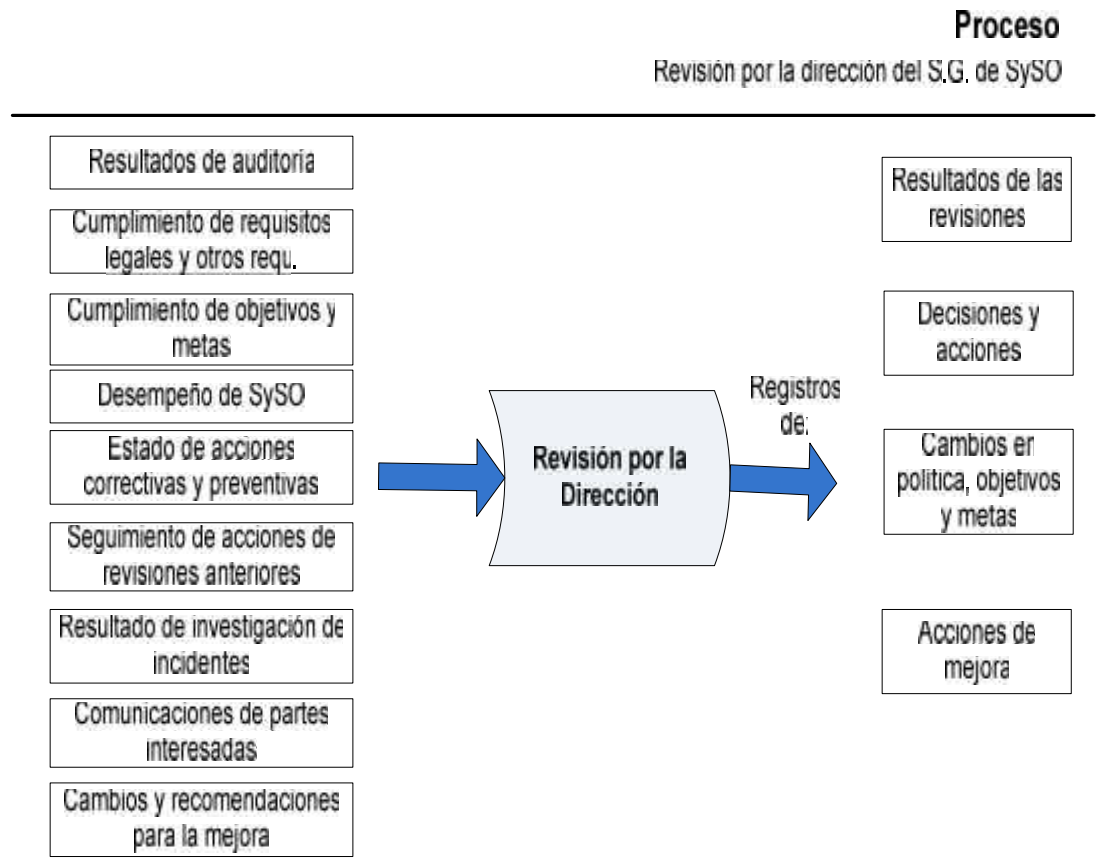 Proceso
Revisión por la dirección del S.G. de SySO
Resultados de auditoria
Cumplimiento de requisitos
legales y otros requ.
Cumplimiento de objetivos y
metas
Desempeño de SySO
Estado de acciones
correctivas y preventivas
Seguimiento de acciones de
revisiones anteriores
Resultado de investigación de
incidentes
Comunicaciones de partes
interesadas
Cambios y recomendaciones
para la mejora
Revisión por la
Dirección
Registros
de:
Resultados de las
revisiones
Decisiones y
acciones
Cambios en
política, objetivos
y metas
Acciones de
mejora